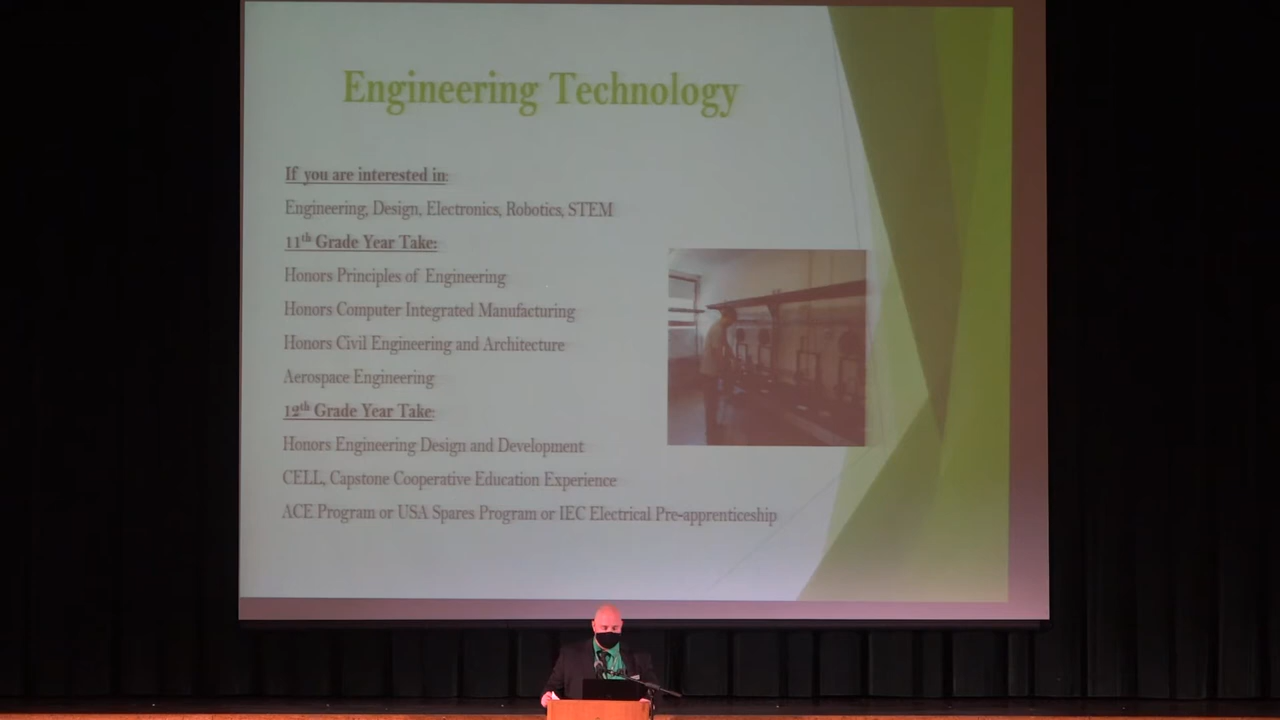 Engineering Technology
If you are interested in:
Engineering, Design, Electronics, Robotics, STEM
11th Grade Year Take:
Honors Principles of Engineering
Honors Computer Integrated Manufacturing
Honors Civil Engineering and Architecture
Aerospace Engineering
12th Grade Year Take:
Honors Engineering Design and Development
CELL, Capstone Cooperative Education Experience
ACE Program or USA Spares Program or IEC Electrical Pre-apprenticeship